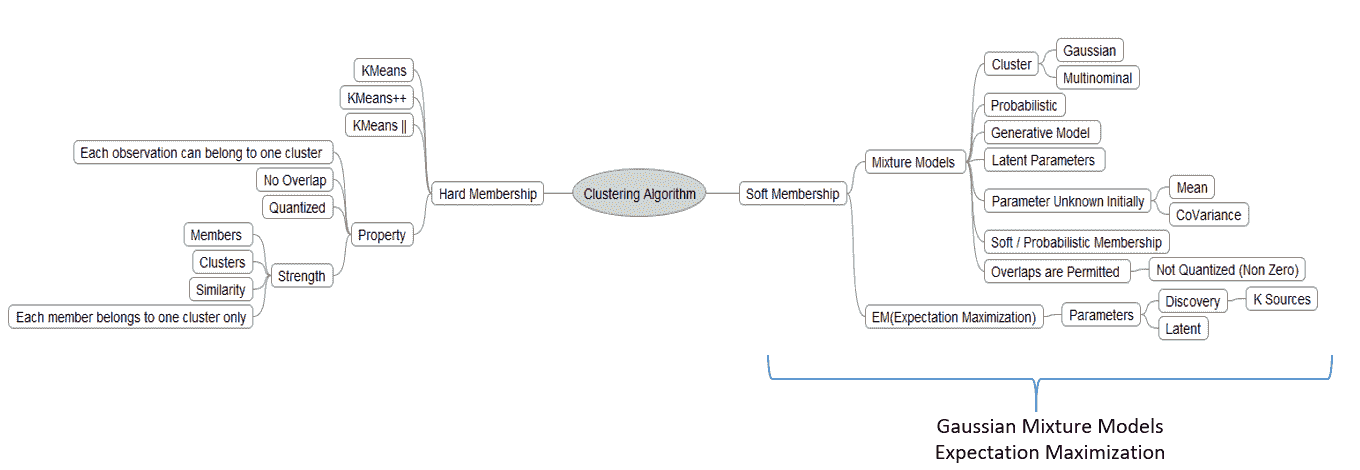 Clustering Algorithm
Hard Membership
KMeans
KMeans++
KMeans ||
Property
Each observation can belong to one cluster
No Overlap
Quantized
Strength
Members
Clusters
Similarity
Each member belongs to one cluster only
Soft Membership
Mixture Models
Cluster
Gaussian
Multinominal
Probabilistic
Generative Model
Latent Parameters
Parameter Unknown Initially
Mean
CoVariance
Soft / Probabilistic Membership
Overlaps are Permitted
Not Quantized (Non Zero)
EM(Expectation Maximization)
Parameters
Discovery
K Sources
Latent
Gaussian Mixture Models
Expectation Maximization